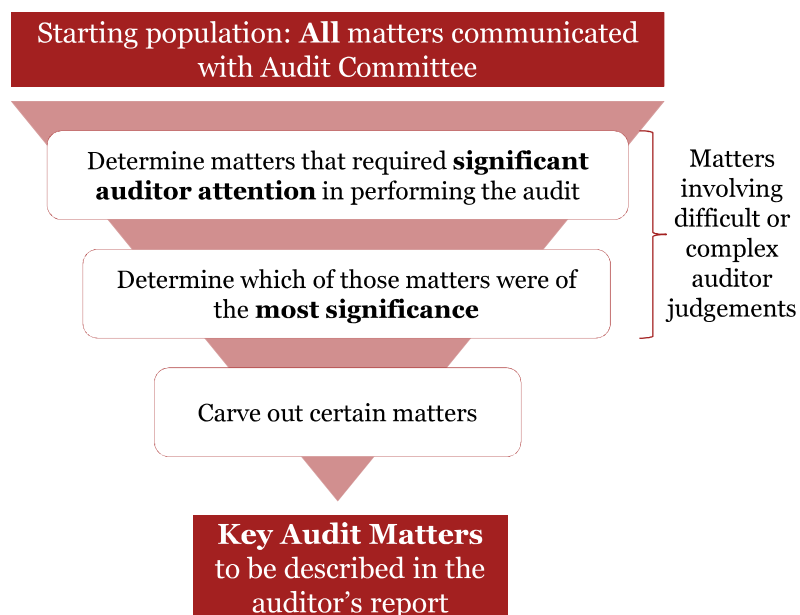 Starting population: All matters communicated
with Audit Committee
Determine matters that required significant
auditor attention in performing the audit
Matters
involving
difficult or
complex
auditor
judgements
Determine which of those matters were of
the most significance
Carve out certain matters
Key Audit Matters
to be described in the
auditor’s report